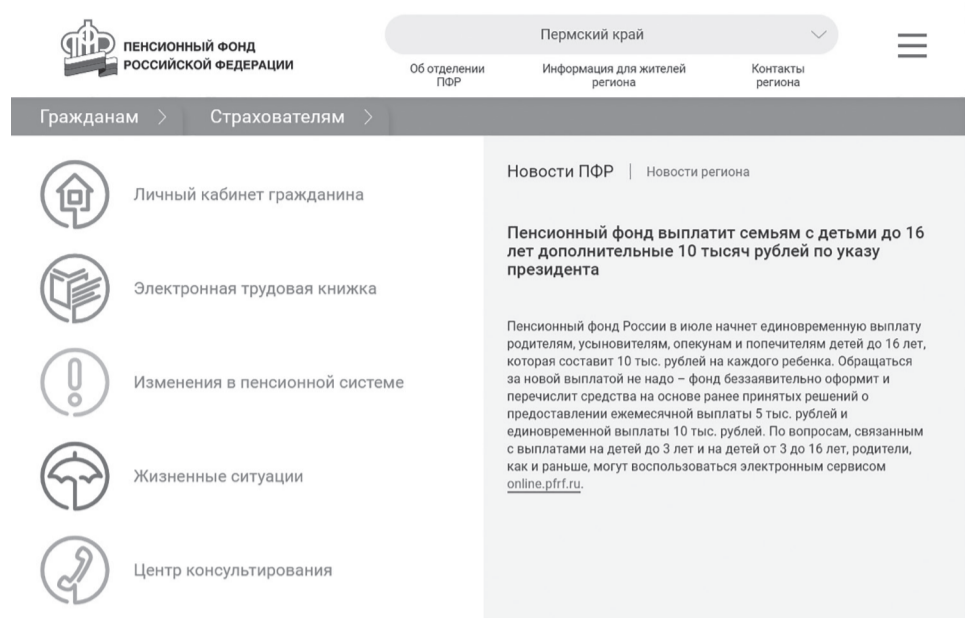 ПЕНСИОННЫЙ ФОНД
РОССИЙСКОЙ ФЕДЕРАЦИИ
Пермский край
Об отделении
ПФР
Информация для жителей
региона
Контакты
региона
Гражданам
Страхователям
Личный кабинет гражданина
Электронная трудовая книжка
Изменения в пенсионной системе
Жизненные ситуации
Центр консультирования
Новости ПФР | Новости региона
Пенсионный фонд выплатит семьям с детьми до 16
лет дополнительные 10 тысяч рублей по указу
президента
Пенсионный фонд России в июле начнет единовременную выплату
родителям, усыновителям, опекунам и попечителям детей до 16 лет,
которая составит 10 тыс. рублей на каждого ребенка. Обращаться
за новой выплатой не надо – фонд беззаявительно оформит и
перечислит средства на основе ранее принятых решений о
предоставлении ежемесячной выплаты 5 тыс. рублей и
единовременной выплаты 10 тыс. рублей. По вопросам, связанным
с выплатами на детей до 3 лет и на детей от 3 до 16 лет, родители,
как и раньше, могут воспользоваться электронным сервисом
online.pfrf.ru.